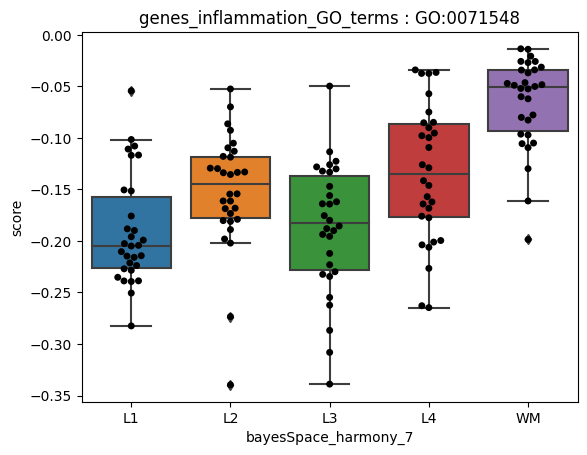 genes_inflammation_GO_terms : GO:0071548
0.00
−0.05
−0.10
−0.15
−0.20
−0.25
−0.30
−0.35
score
L1 L2 L3 L4 WM
bayesSpace_harmony_7